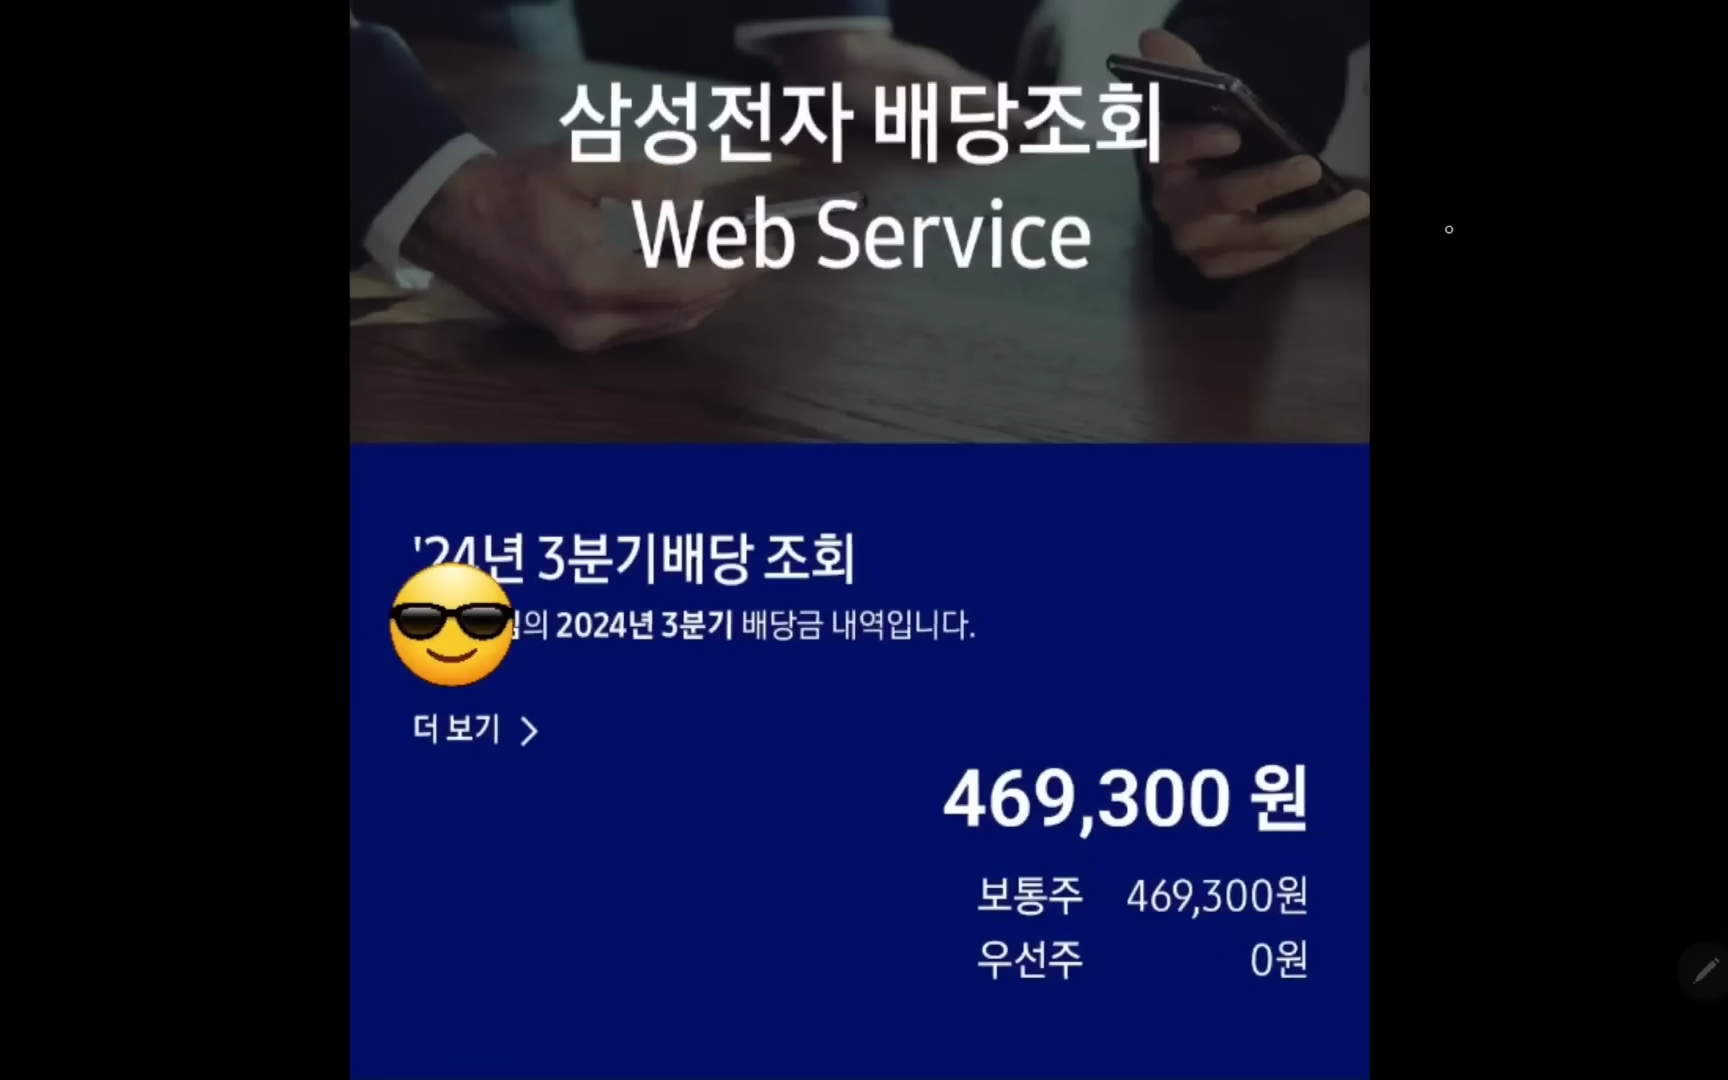 삼성전자 배당조회
Web Service
'24년 3분기배당 조회
의 2024년 3분기 배당금 내역입니다.
더 보기
469,300 원
보통주 469,300원
우선주 0원